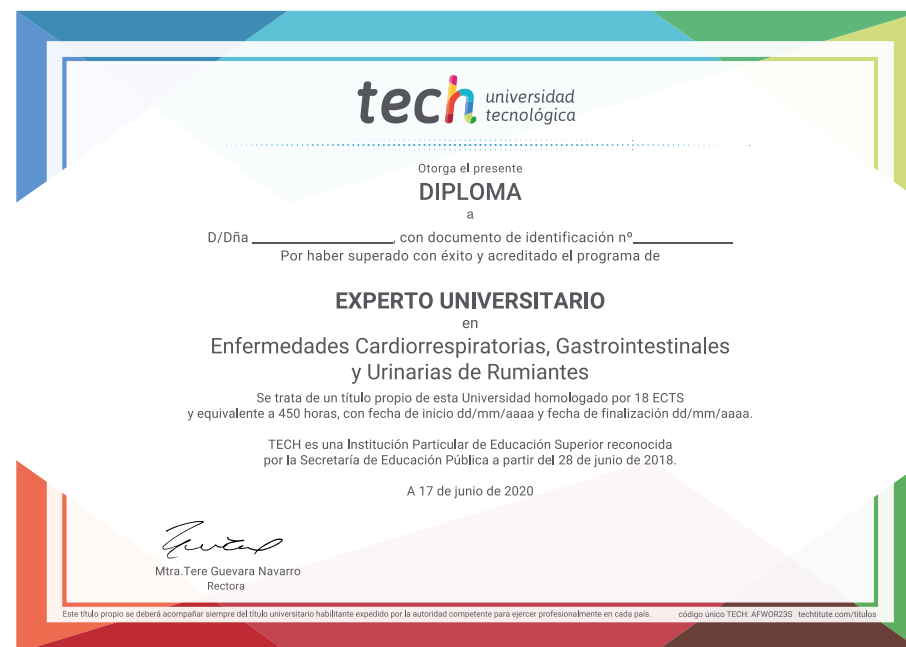 tech universidad
tecnológica
Otorga el presente
DIPLOMA
a
D/Dña ____________________, con documento de identificación nº______________
Por haber superado con éxito y acreditado el programa de
EXPERTO UNIVERSITARIO
en
Enfermedades Cardiorrespiratorias, Gastrointestinales
y Urinarias de Rumiantes
Se trata de un título propio de esta Universidad homologado por 18 ECTS
y equivalente a 450 horas, con fecha de inicio dd/mm/aaaa y fecha de finalización dd/mm/aaaa.
TECH es una Institución Particular de Educación Superior reconocida
por la Secretaría de Educación Pública a partir del 28 de junio de 2018.
A 17 de junio de 2020
Mtra.Tere Guevara Navarro
Rectora
Este título propio se deberá acompañar siempre del título universitario habilitante expedido por la autoridad competente para ejercer profesionalmente en cada país. código único TECH: AFWOR23S techtitute.com/titulos